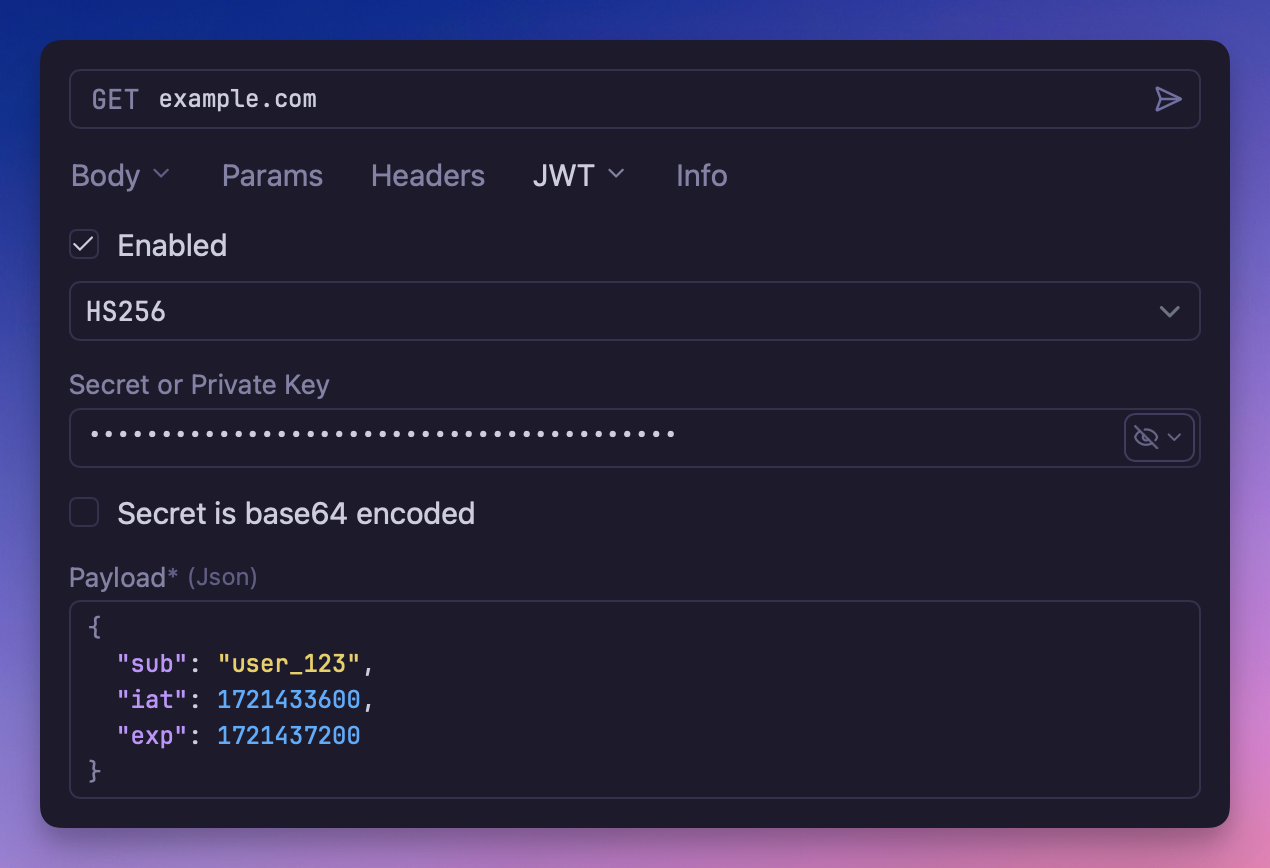 GET example.com
Body Params Headers JWT Info
Enabled
HS256
Secret or Private Key
•••••••••••••••••••••••••••••••••••••••••
Secret is base64 encoded
Payload* (Json)
{
  "sub": "user_123",
  "iat": 1721433600,
  "exp": 1721437200
}